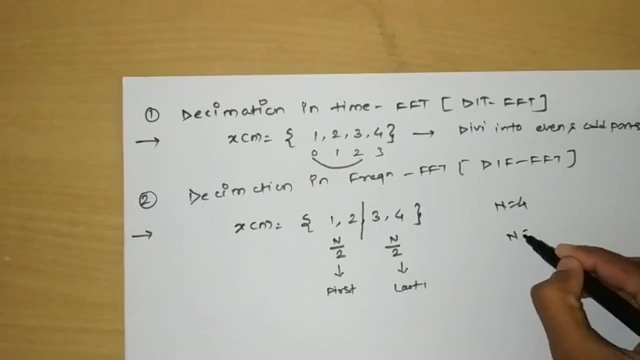 ① Decimation in time - FFT [ DIT-FFT]
→ x(n)= { 1, 2, 3, 4 } → Divi into even & odd pons
0 1 2 3
② Decimation in Freqn - FFT [ DIF-FFT]
→ x(n)= { 1, 2 | 3, 4 } N=4
N/2 N/2 N=
↓ ↓
First Last